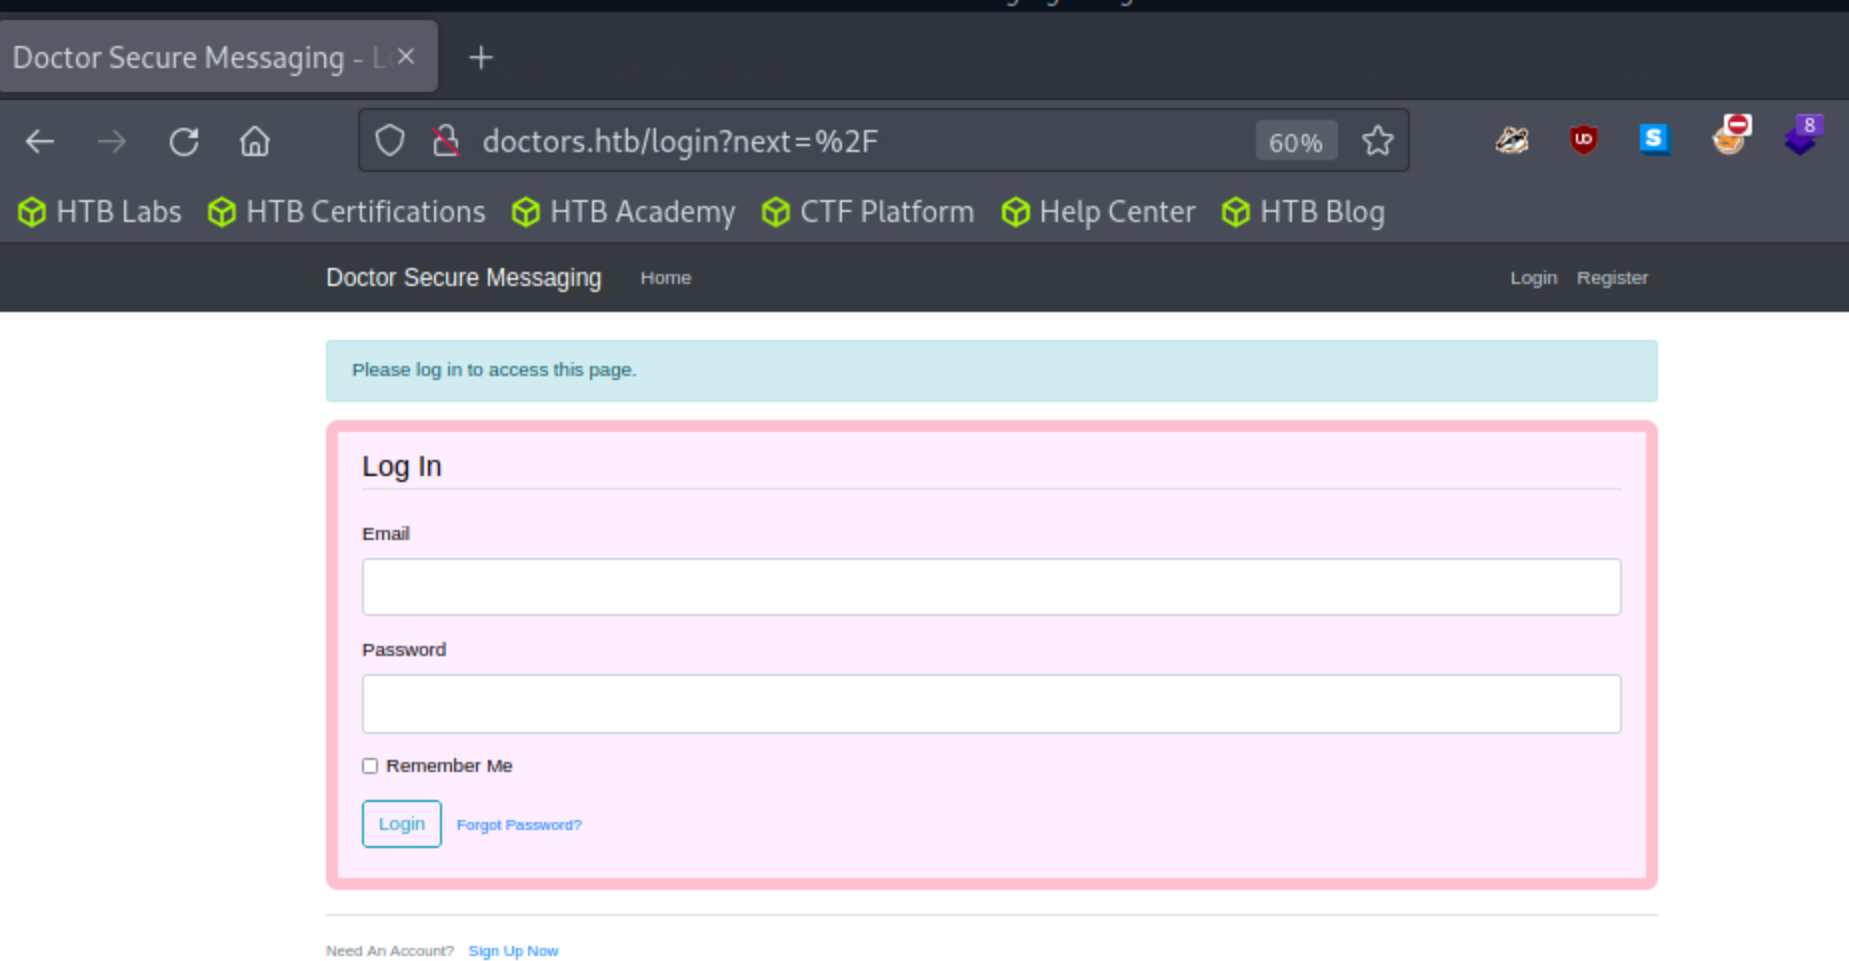 Doctor Secure Messaging - L
doctors.htb/login?next=%2F 60% S 8
HTB Labs HTB Certifications HTB Academy CTF Platform Help Center HTB Blog
Doctor Secure Messaging Home Login Register
Please log in to access this page.
Log In
Email
Password
Remember Me
Login Forgot Password?
Need An Account? Sign Up Now